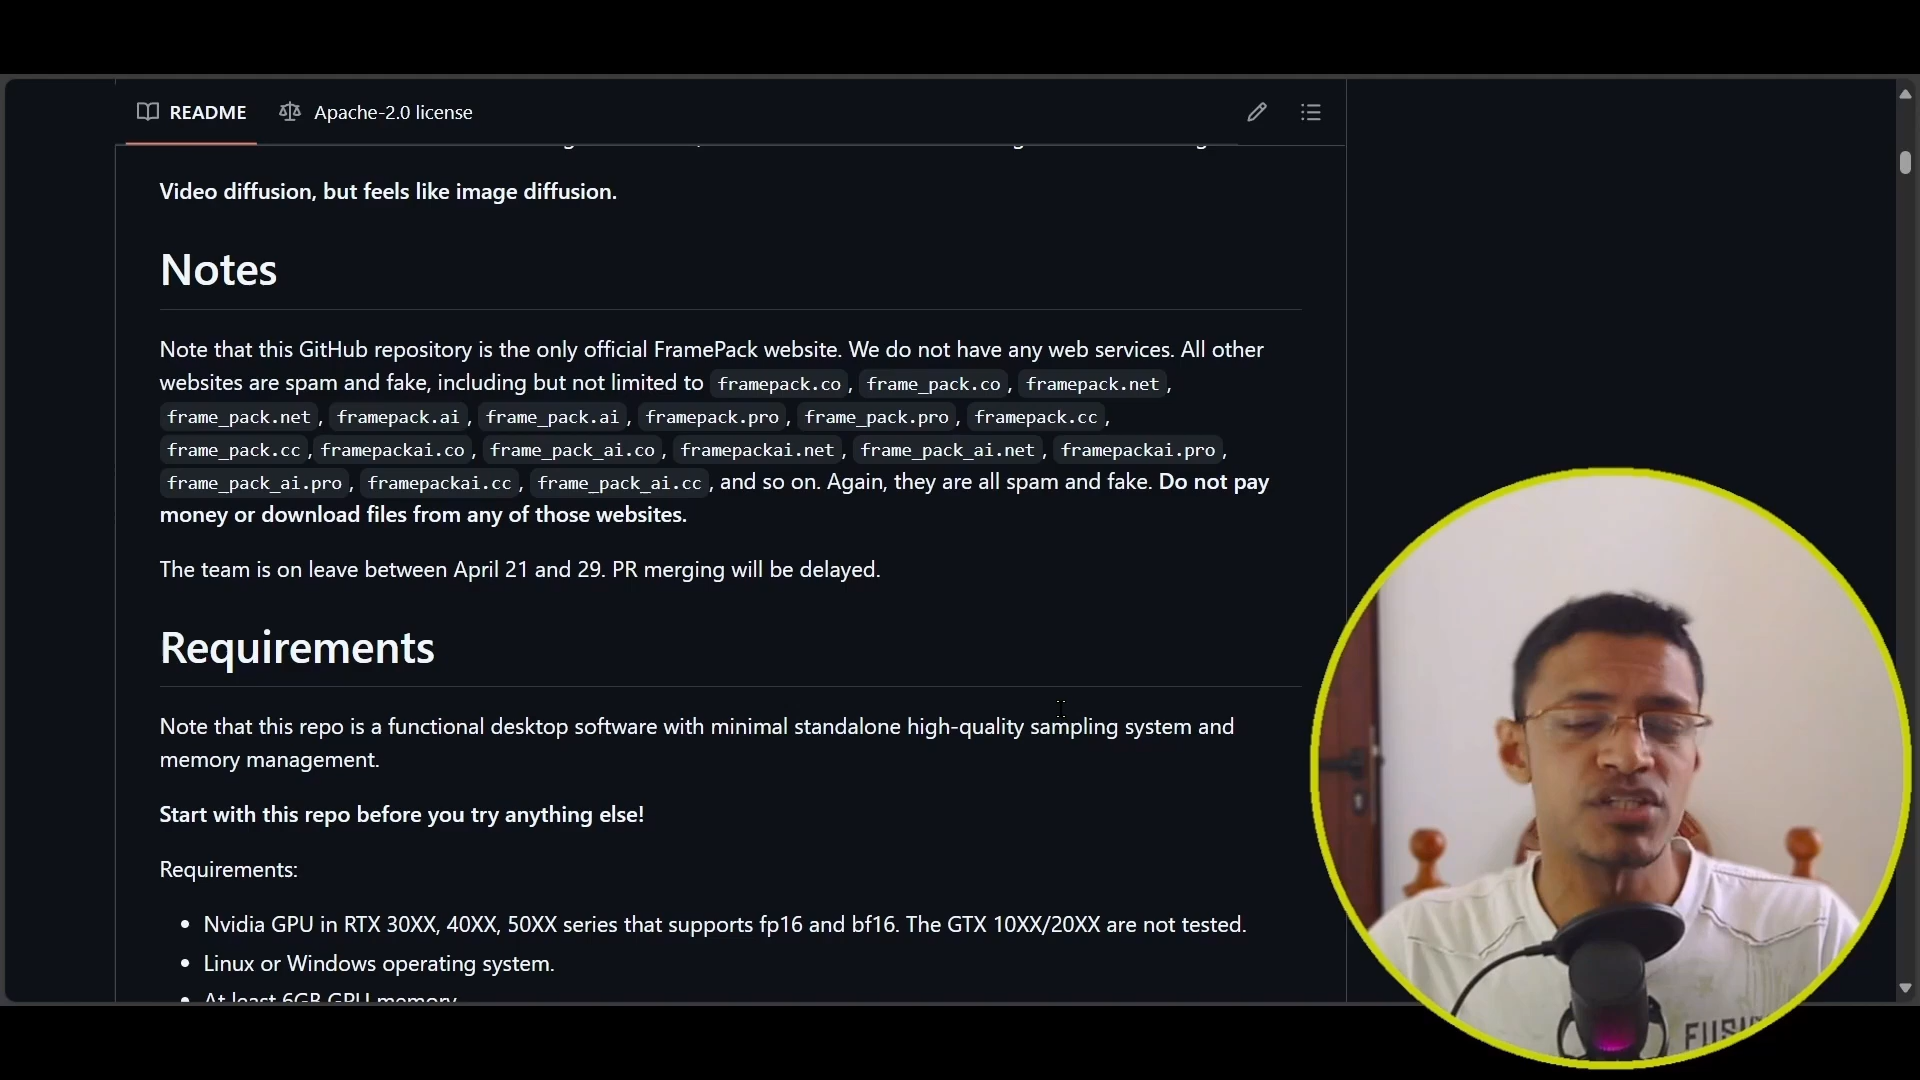 README
Apache-2.0 license
Video diffusion, but feels like image diffusion.
Notes
Note that this GitHub repository is the only official FramePack website. We do not have any web services. All other
websites are spam and fake, including but not limited to framepack.co, frame_pack.co, framepack.net,
frame_pack.net, framepack.ai, frame_pack.ai, framepack.pro, frame_pack.pro, framepack.cc,
frame_pack.cc,framepackai.co, frame_pack_ai.co, framepackai.net, frame_pack_ai.net, framepackai.pro,
frame_pack_ai.pro, framepackai.cc, frame_pack_ai.cc, and so on. Again, they are all spam and fake. Do not pay
money or download files from any of those websites.
The team is on leave between April 21 and 29. PR merging will be delayed.
Requirements
Note that this repo is a functional desktop software with minimal standalone high-quality sampling system and
memory management.
Start with this repo before you try anything else!
Requirements:
• Nvidia GPU in RTX 30XX, 40XX, 50XX series that supports fp16 and bf16. The GTX 10XX/20XX are not tested.
• Linux or Windows operating system.
• At least 6GB GPU memory